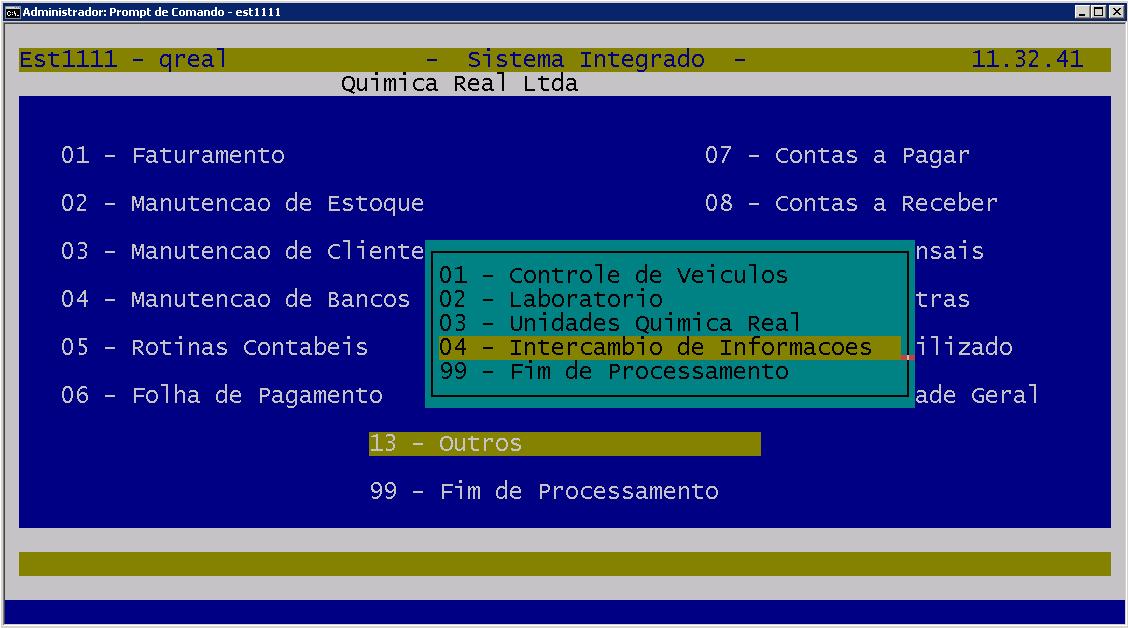 Administrador: Prompt de Comando - est1111
Est1111 - qreal - Sistema Integrado - 11.32.41
Quimica Real Ltda
01 - Faturamento
07 - Contas a Pagar
02 - Manutencao de Estoque
08 - Contas a Receber
03 - Manutencao de Cliente
nsais
04 - Manutencao de Bancos
tras
05 - Rotinas Contabeis
ilizado
06 - Folha de Pagamento
ade Geral
01 - Controle de Veiculos
02 - Laboratorio
03 - Unidades Quimica Real
04 - Intercambio de Informacoes
99 - Fim de Processamento
13 - Outros
99 - Fim de Processamento